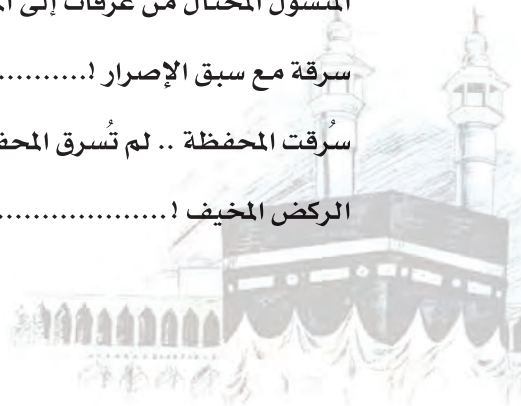 المتسول المحتال من عرفات إلى
سرقة مع سبق الإصرار !..........
سُرقت المحفظة .. لم تُسرق
الركض المخيف !...................